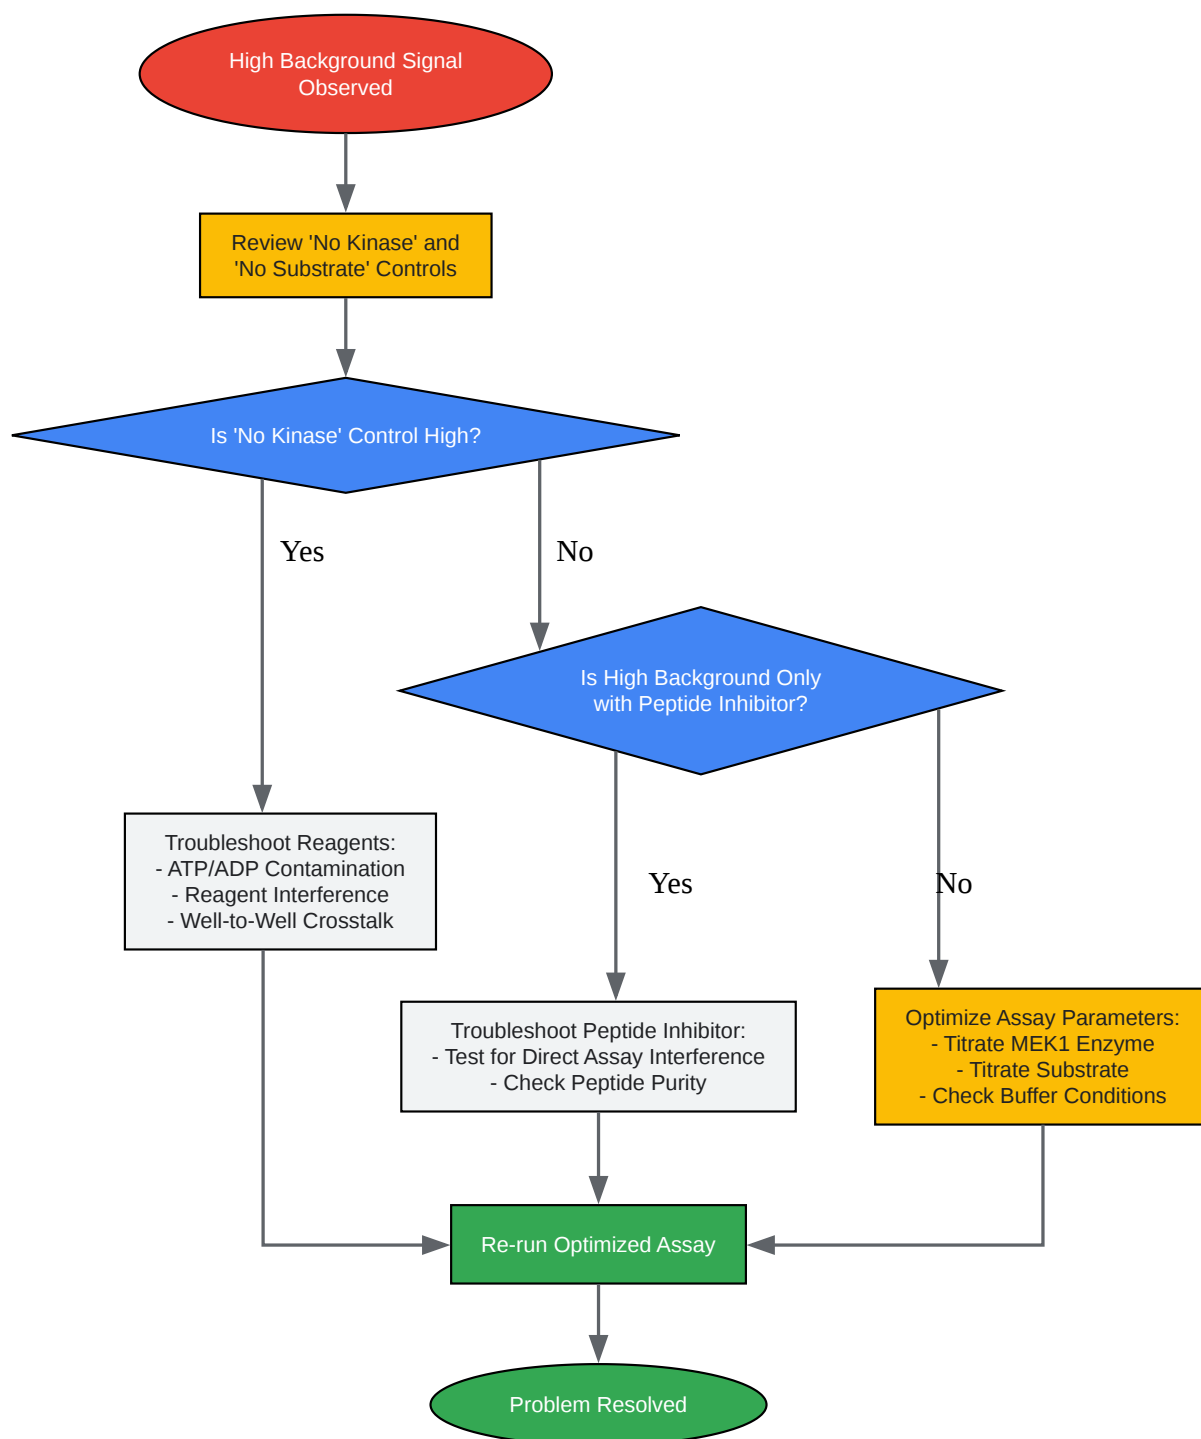 High Background Signal
Observed
Review 'No Kinase' and
'No Substrate' Controls
Is 'No Kinase' Control High?
Yes
No
Is High Background Only
with Peptide Inhibitor?
Troubleshoot Reagents:
- ATP/ADP Contamination
- Reagent Interference
- Well-to-Well Crosstalk
Yes
No
Troubleshoot Peptide Inhibitor:
- Test for Direct Assay Interference
- Check Peptide Purity
Optimize Assay Parameters:
- Titrate MEK1 Enzyme
- Titrate Substrate
- Check Buffer Conditions
Re-run Optimized Assay
Problem Resolved